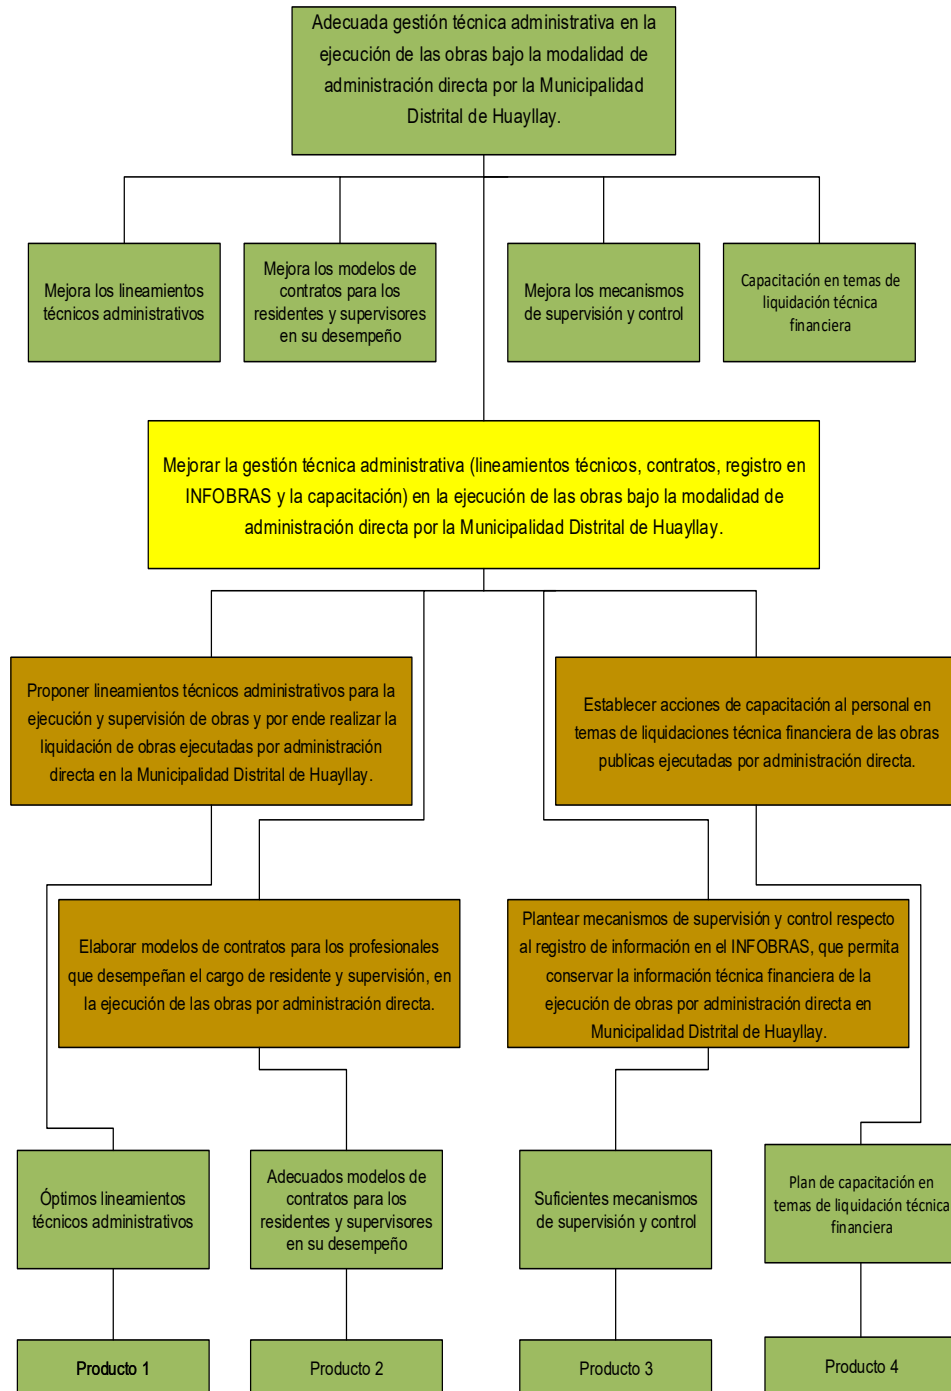 Adecuada gestión técnica administrativa en la
ejecución de las obras bajo la modalidad de
administración directa por la Municipalidad
Distrital de Huayllay.
Mejora los lineamientos
técnicos administrativos
Mejora los modelos de
contratos para los
residentes y supervisores
en su desempeño
Mejora los mecanismos
de supervisión y control
Capacitación en temas de
liquidación técnica
financiera
Mejorar la gestión técnica administrativa (lineamientos técnicos, contratos, registro en
INFOBRAS y la capacitación) en la ejecución de las obras bajo la modalidad de
administración directa por la Municipalidad Distrital de Huayllay.
Proponer lineamientos técnicos administrativos para la
ejecución y supervisión de obras y por ende realizar la
liquidación de obras ejecutadas por administración
directa en la Municipalidad Distrital de Huayllay.
Establecer acciones de capacitación al personal en
temas de liquidaciones técnica financiera de las obras
publicas ejecutadas por administración directa.
Elaborar modelos de contratos para los profesionales
que desempeñan el cargo de residente y supervisión, en
la ejecución de las obras por administración directa.
Plantear mecanismos de supervisión y control respecto
al registro de información en el INFOBRAS, que permita
conservar la información técnica financiera de la
ejecución de obras por administración directa en
Municipalidad Distrital de Huayllay.
Óptimos lineamientos
técnicos administrativos
Adecuados modelos de
contratos para los
residentes y supervisores
en su desempeño
Suficientes mecanismos
de supervisión y control
Plan de capacitación en
temas de liquidación técnica
financiera
Producto 1
Producto 2
Producto 3
Producto 4